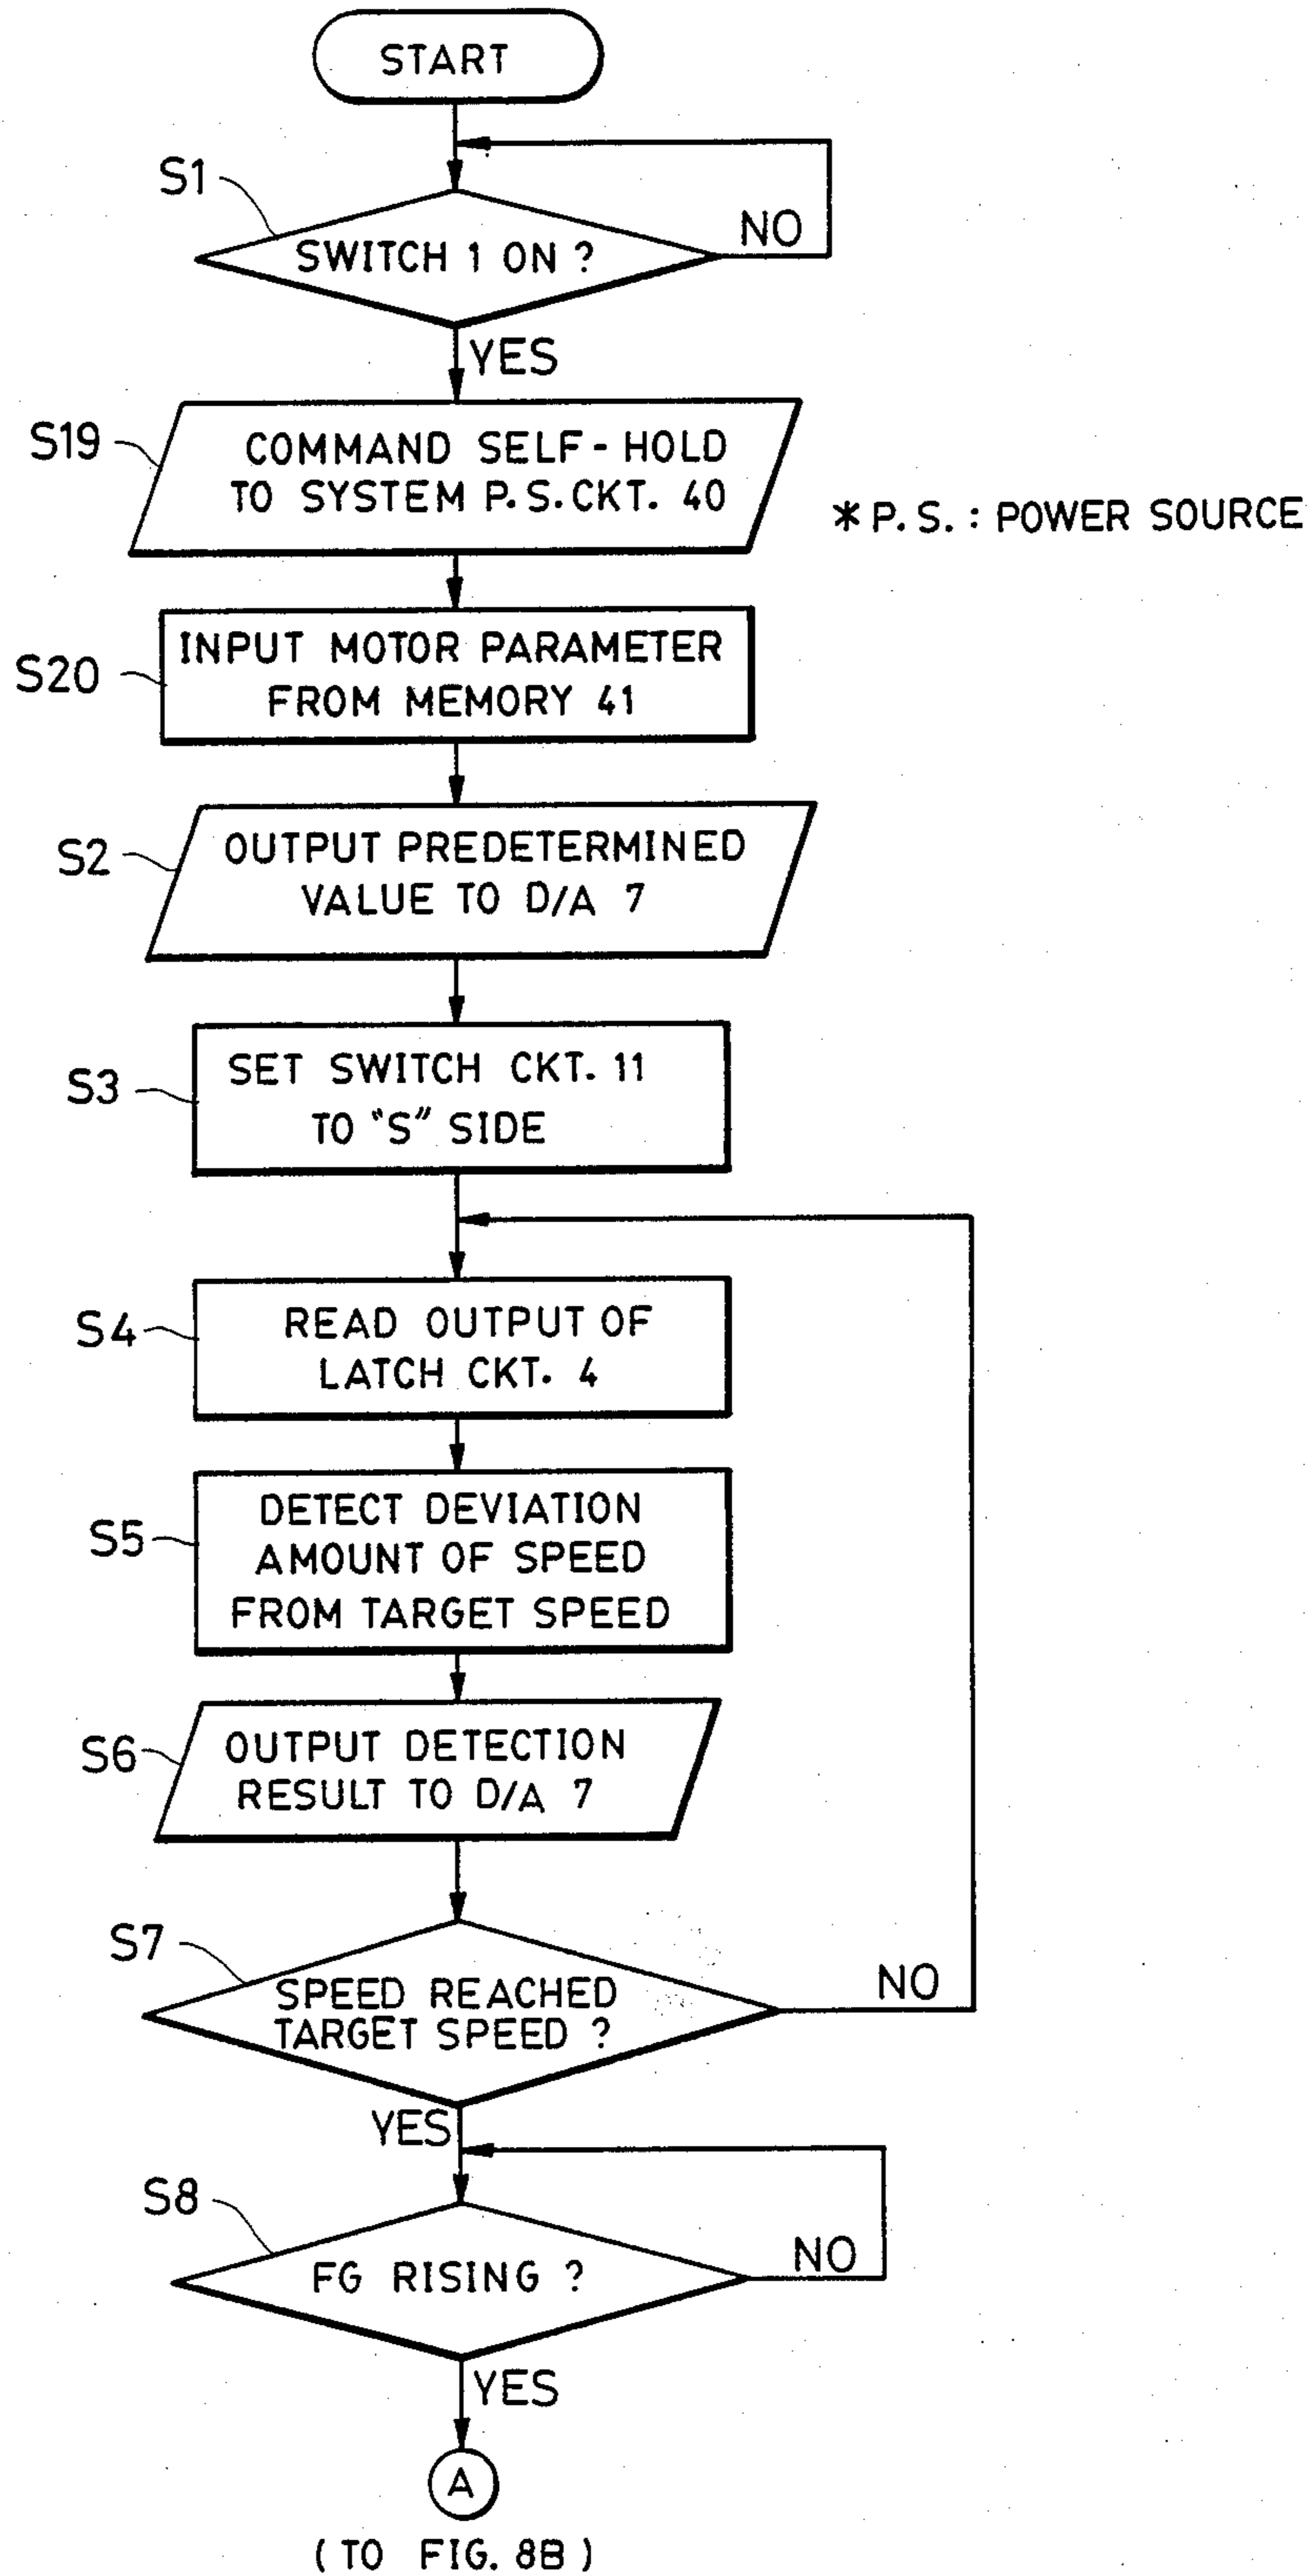 START
S1
SWITCH 1 ON ?
NO
YES
S19
COMMAND SELF-HOLD
TO SYSTEM P.S.CKT. 40
*P.S. : POWER SOURCE
S20
INPUT MOTOR PARAMETER
FROM MEMORY 41
S2
OUTPUT PREDETERMINED
VALUE TO D/A 7
S3
SET SWITCH CKT. 11
TO "S" SIDE
S4
READ OUTPUT OF
LATCH CKT. 4
S5
DETECT DEVIATION
AMOUNT OF SPEED
FROM TARGET SPEED
S6
OUTPUT DETECTION
RESULT TO D/A 7
S7
SPEED REACHED
TARGET SPEED ?
NO
YES
S8
FG RISING ?
NO
YES
A
( TO FIG. 8B )